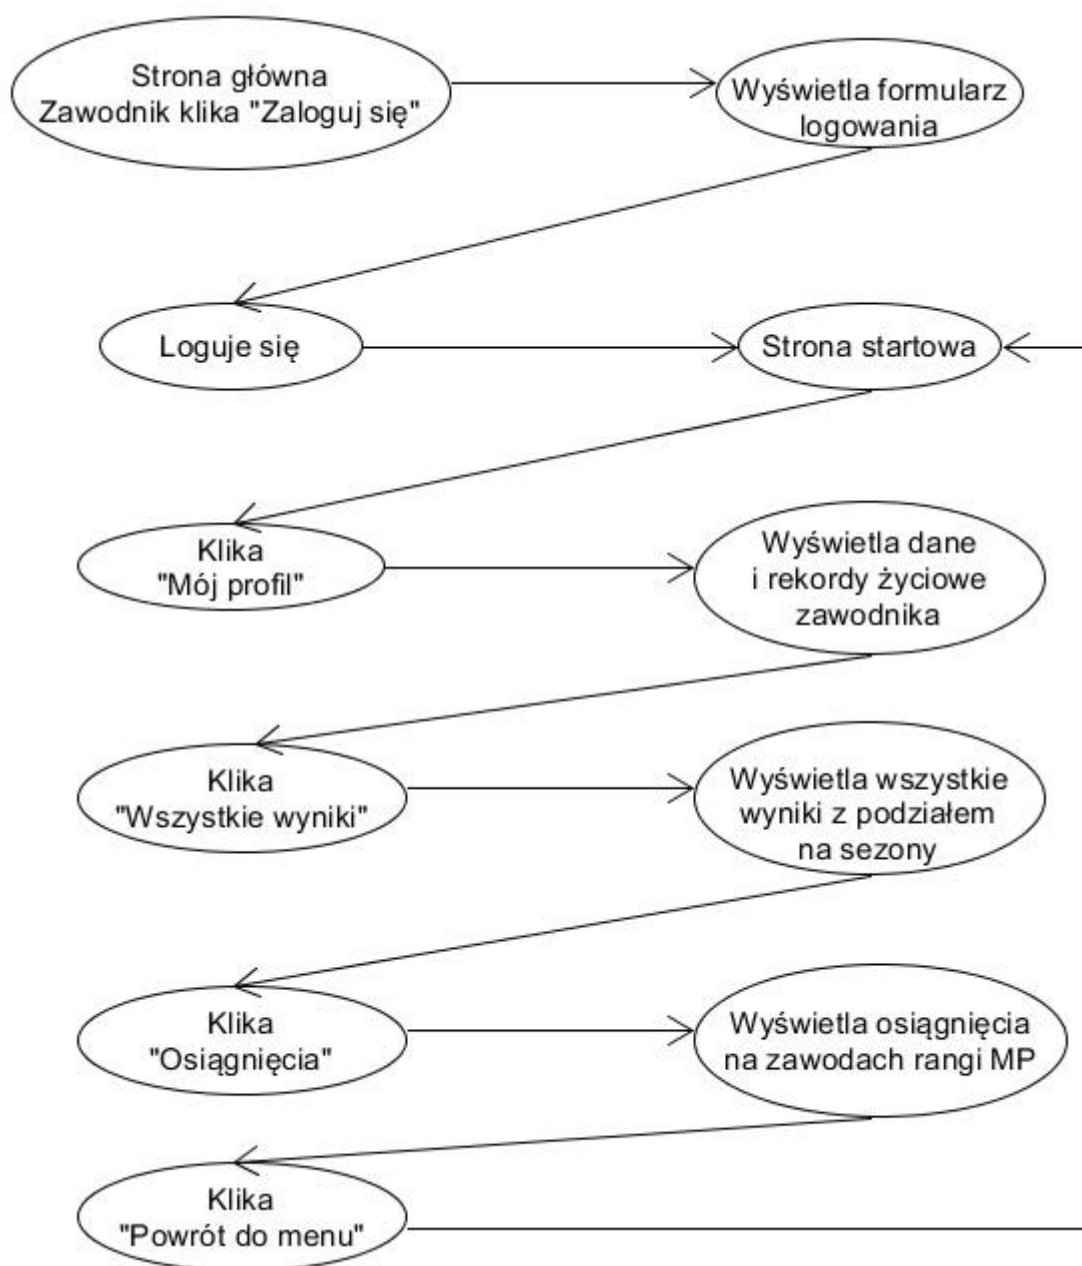 Strona główna
Zawodnik klika "Zaloguj się"
Wyświetla formularz
logowania
Loguje się
Strona startowa
Klika
"Mój profil"
Wyświetla dane
i rekordy życiowe
zawodnika
Klika
"Wszystkie wyniki"
Wyświetla wszystkie
wyniki z podziałem
na sezony
Klika
"Osiągnięcia"
Wyświetla osiągnięcia
na zawodach rangi MP
Klika
"Powrót do menu"